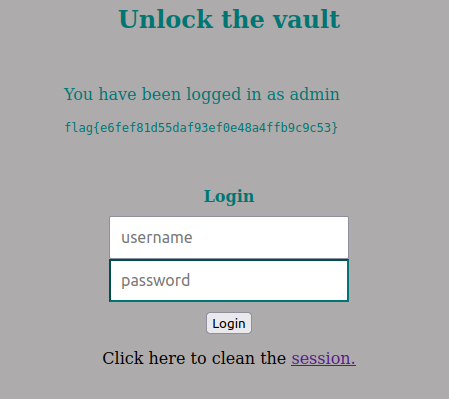 Unlock the vault
You have been logged in as admin
flag{e6fef81d55daf93ef0e48a4ffb9c9c53}
Login
username
password
Login
Click here to clean the session.